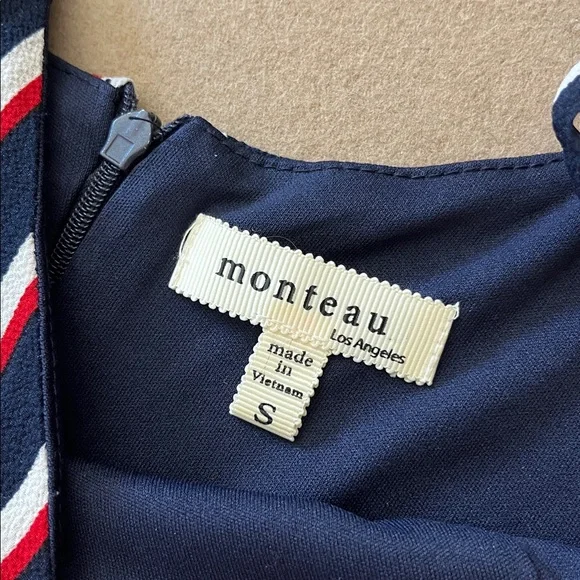 monteau
Los Angeles
made
in
Vietnam
S